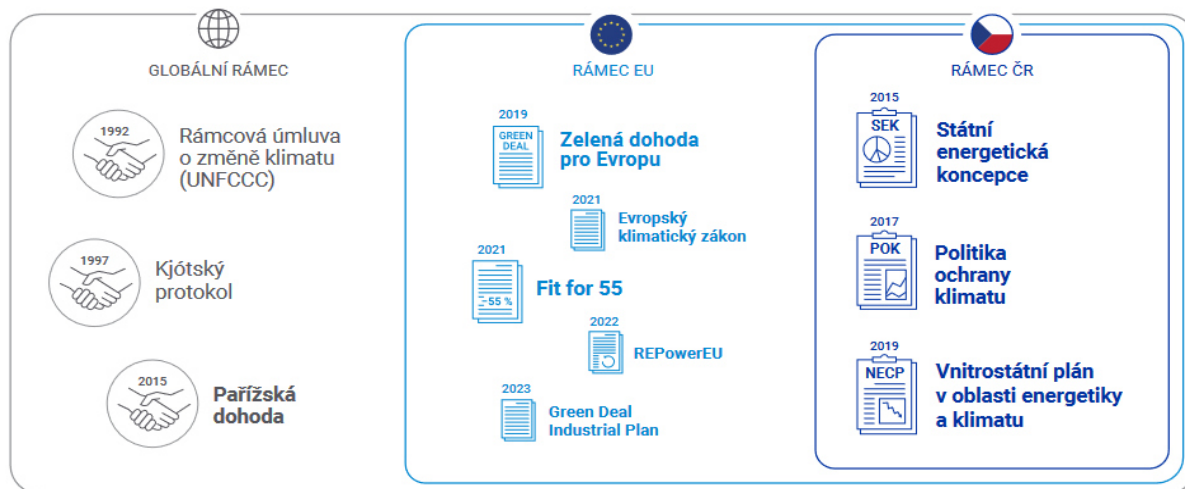 GLOBÁLNÍ RÁMEC
1992
Rámcová úmluva
o změně klimatu
(UNFCCC)
1997
Kjótský
protokol
2015
Pařížská
dohoda
RÁMEC EU
2019
GREEN
DEAL
Zelená dohoda
pro Evropu
2021
Evropský
klimatický zákon
2021
-55 %
Fit for 55
2022
REPowerEU
2023
Green Deal
Industrial Plan
RÁMEC ČR
2015
SEK
Státní
energetická
koncepce
2017
POK
Politika
ochrany
klimatu
2019
NECP
Vnitrostátní plán
v oblasti energetiky
a klimatu